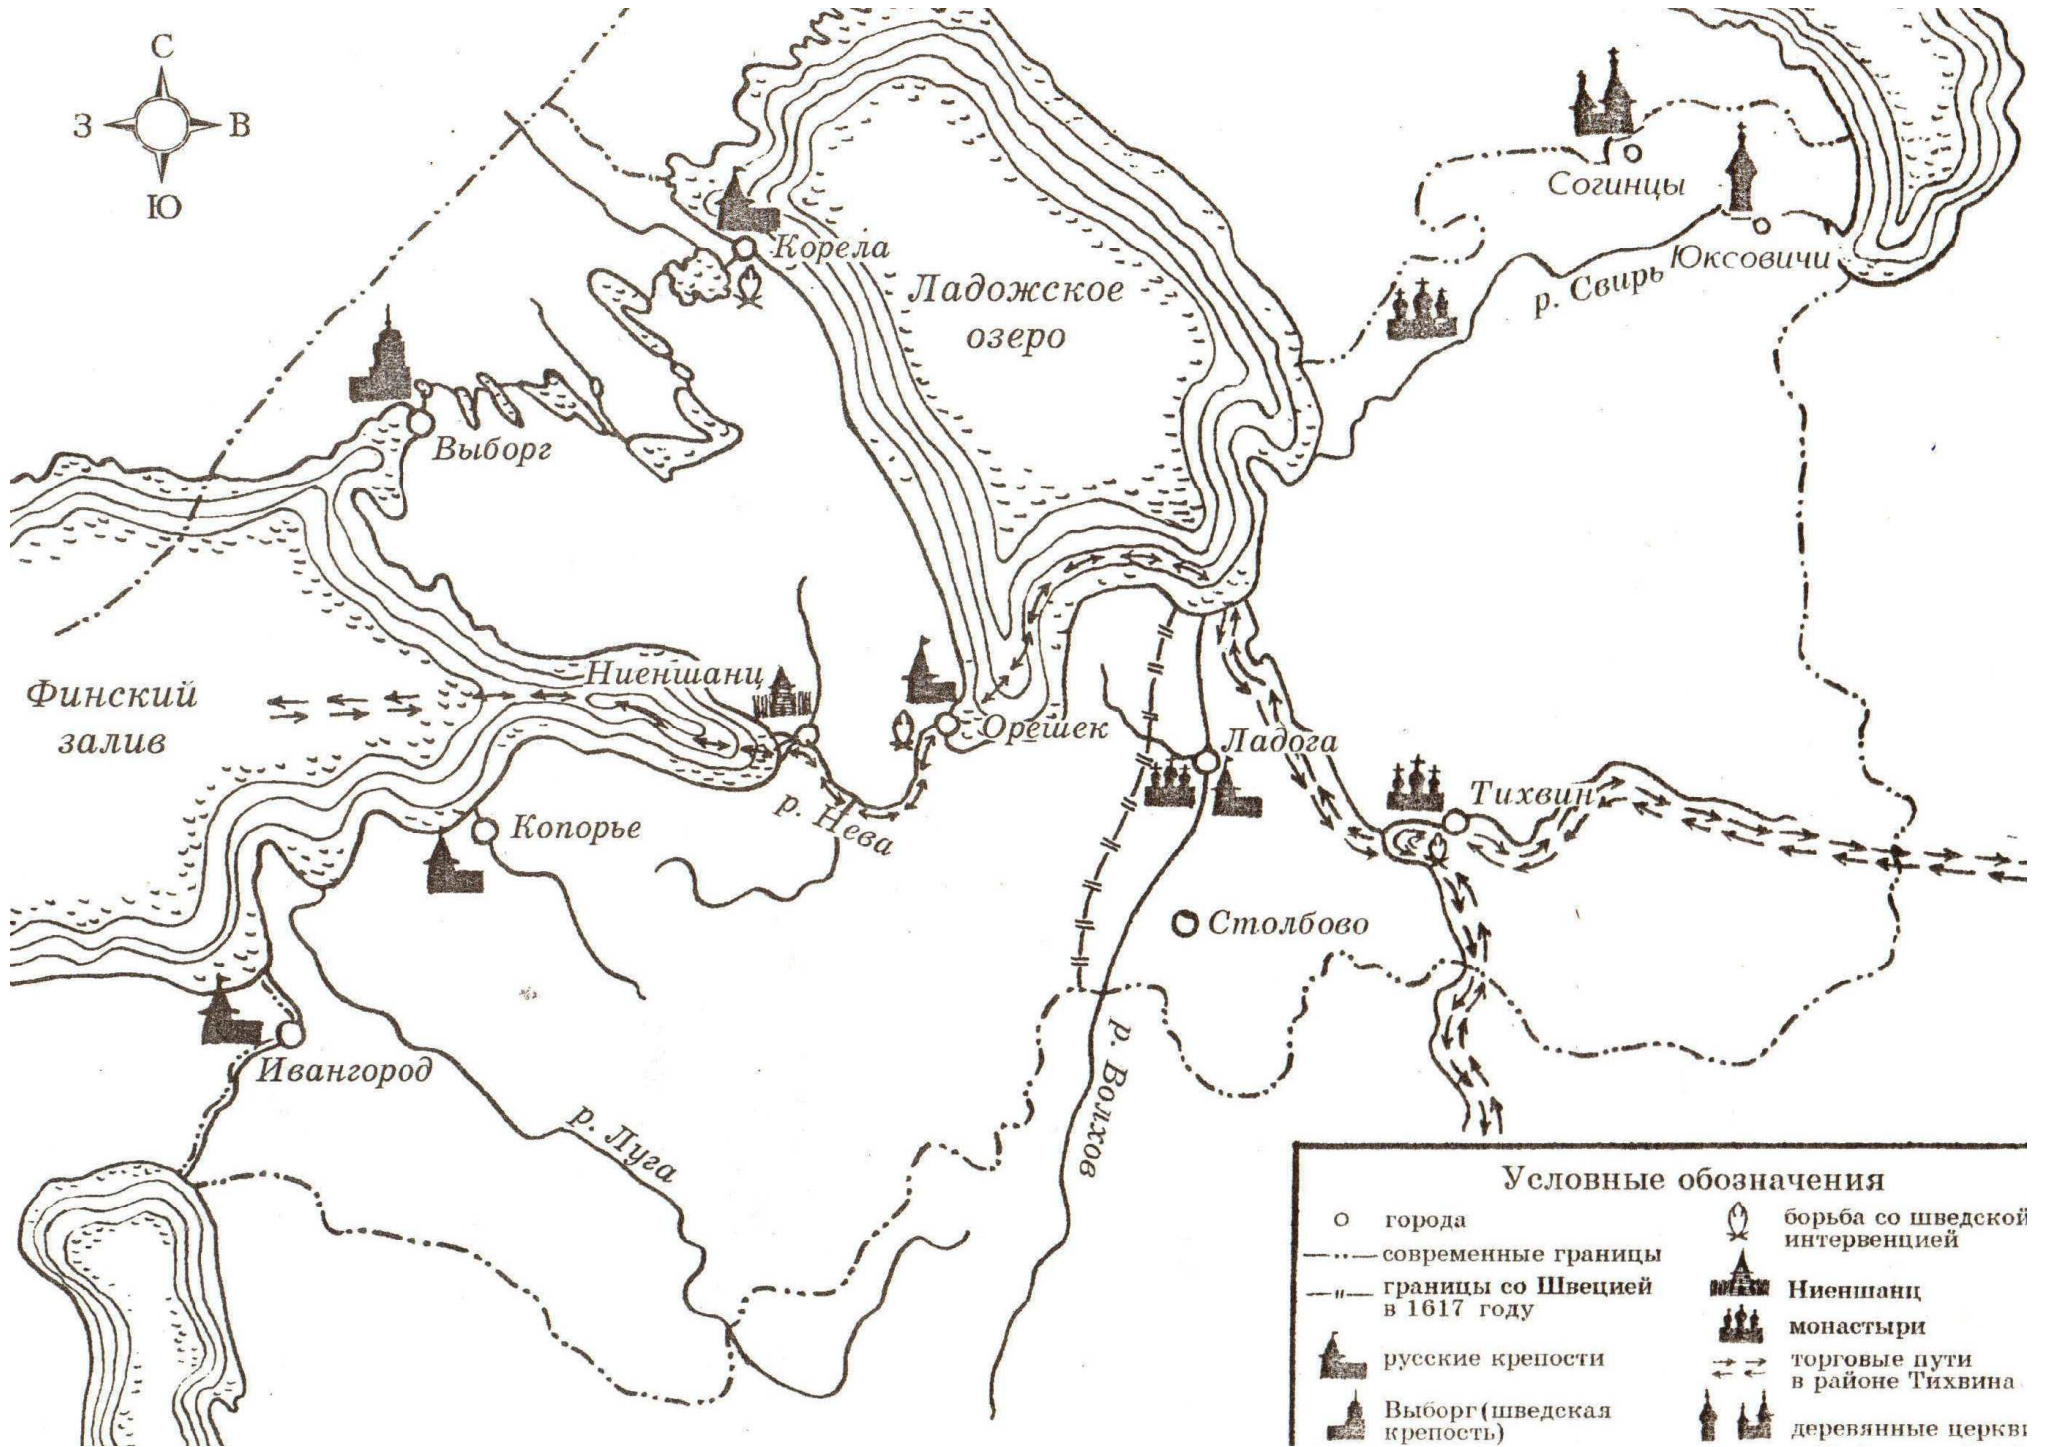 С
З
В
Ю
Согинцы
Юксовичи
р. Свирь
Корела
Ладожское
озеро
Выборг
Ниеншанц
Финский
залив
Орешек
Ладога
р. Нева
Тихвин
Копорье
Столбово
Ивангород
р. Волхов
р. Луга
Условные обозначения
города
современные границы
границы со Швецией
в 1617 году
русские крепости
Выборг (шведская
крепость)
борьба со шведской
интервенцией
Ниеншанц
монастыри
торговые пути
в районе Тихвина
деревянные церкви